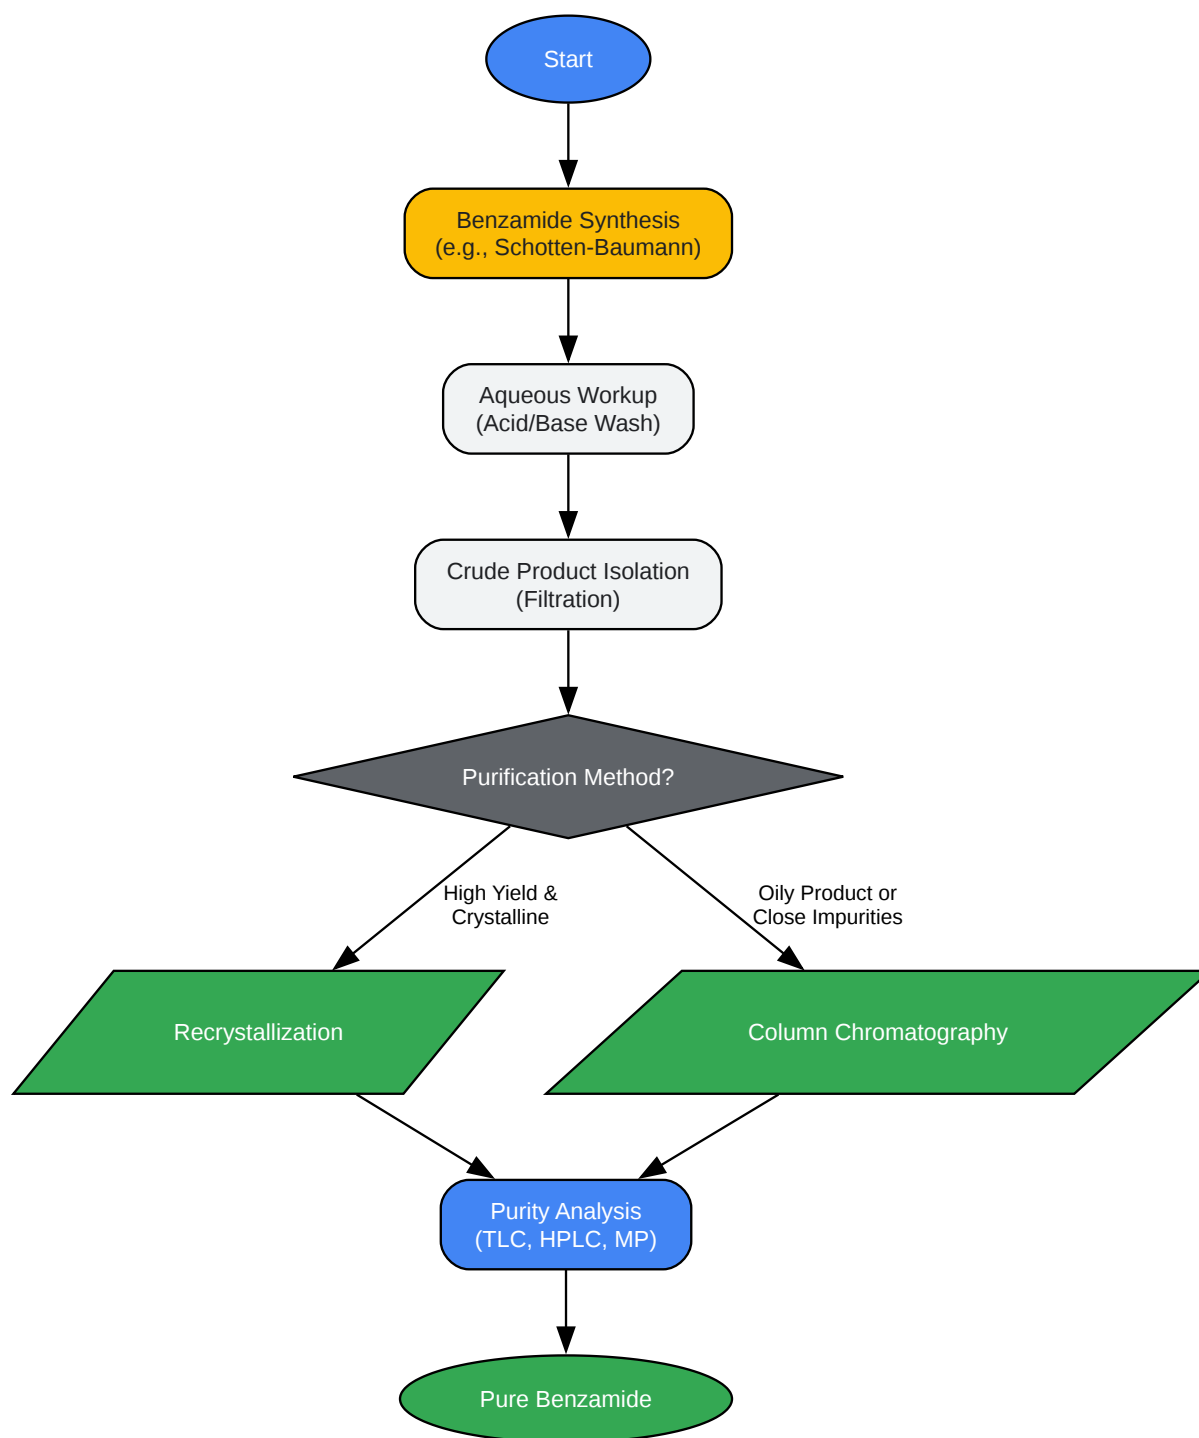 Start
Benzamide Synthesis
(e.g., Schotten-Baumann)
Aqueous Workup
(Acid/Base Wash)
Crude Product Isolation
(Filtration)
Purification Method?
High Yield &
Crystalline
Oily Product or
Close Impurities
Recrystallization
Column Chromatography
Purity Analysis
(TLC, HPLC, MP)
Pure Benzamide